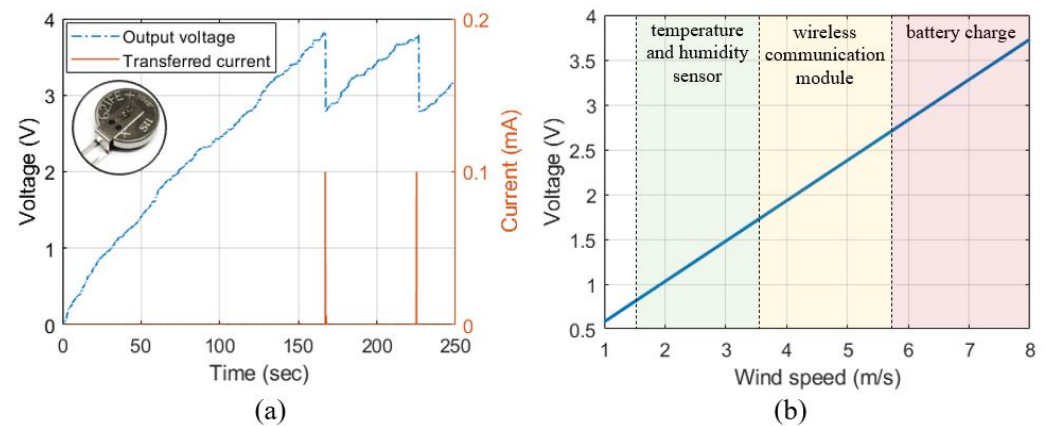 4
3
2
1
0
Voltage (V)
Output voltage
Transferred current
0.2
0.1
0
Current (mA)
0
50
100
150
200
250
Time (sec)
(a)
4
3.5
3
2.5
2
1.5
1
0.5
Voltage (V)
temperature
and humidity
sensor
wireless
communication
module
battery charge
1
2
3
4
5
6
7
8
Wind speed (m/s)
(b)